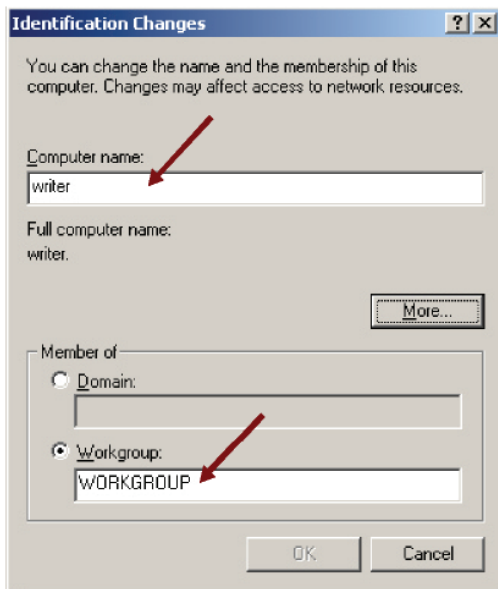 Identification Changes
You can change the name and the membership of this
computer. Changes may affect access to network resources.
Computer name:
writer
Full computer name:
writer.
More...
Member of
Domain:
Workgroup:
WORKGROUP
OK Cancel